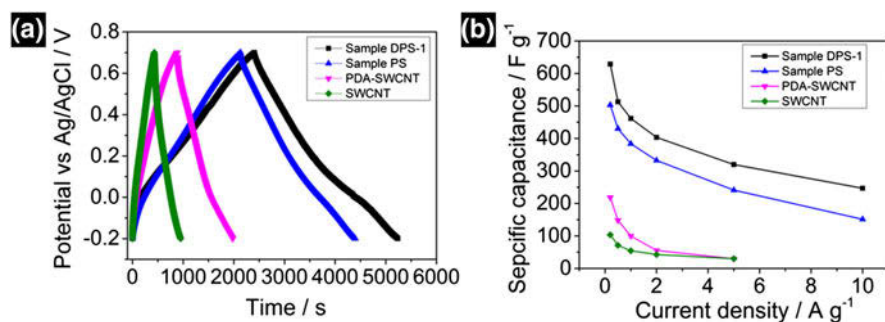 (a)
Potential vs Ag/AgCl / V
0.8
0.6
0.4
0.2
0.0
-0.2
Sample DPS-1
Sample PS
PDA-SWCNT
SWCNT
0 1000 2000 3000 4000 5000 6000
Time / s
(b)
Sepcific capacitance / F g-1
700
600
500
400
300
200
100
0
Sample DPS-1
Sample PS
PDA-SWCNT
SWCNT
0 2 4 6 8 10
Current density / A g-1